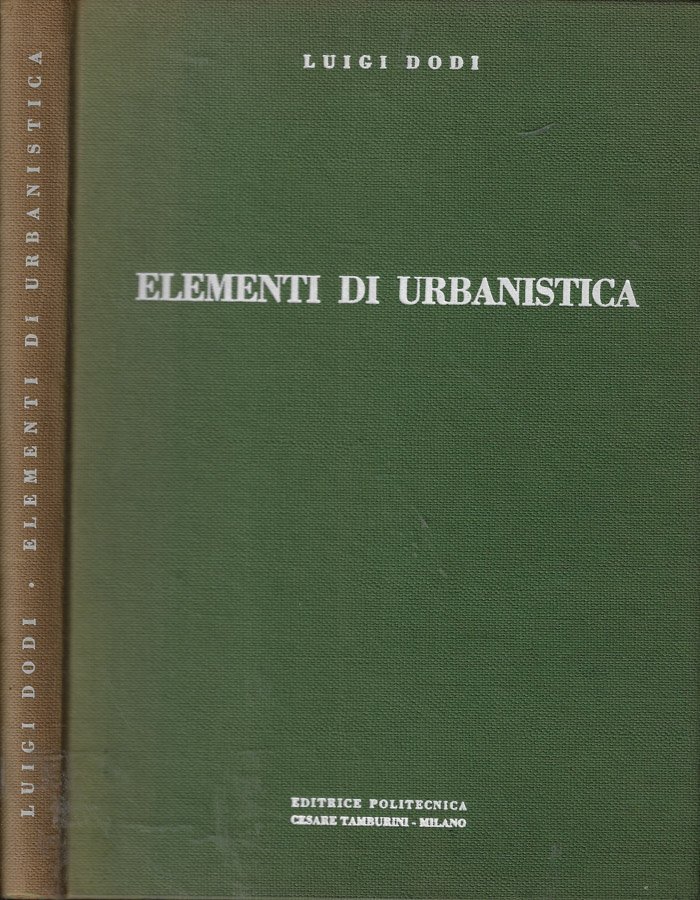 LUIGI DODI
ELEMENTI DI URBANISTICA
EDITRICE POLITECNICA
CESARE TAMBURINI - MILANO
LUIGI DODI • ELEMENTI DI URBANISTICA